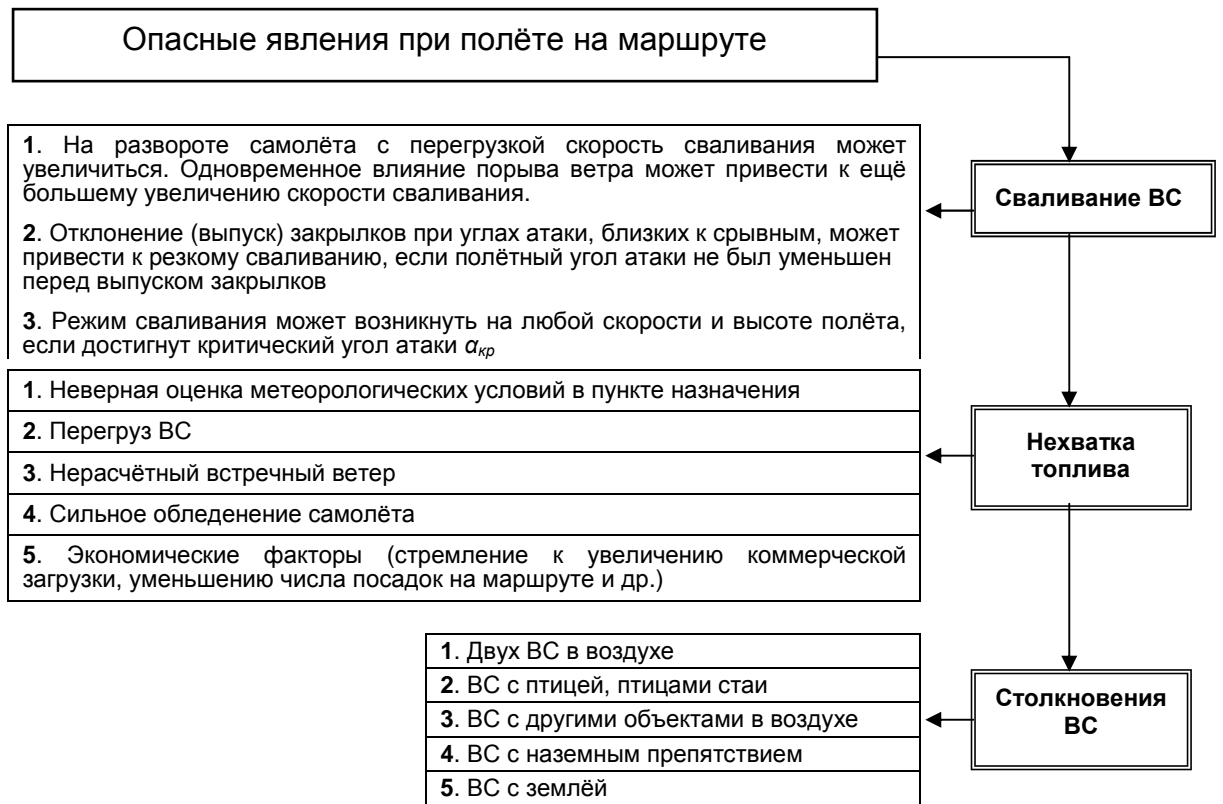 Опасные явления при полёте на маршруте
1. На развороте самолёта с перегрузкой скорость сваливания может
увеличиться. Одновременное влияние порыва ветра может привести к ещё
большему увеличению скорости сваливания.
2. Отклонение (выпуск) закрылков при углах атаки, близких к срывным, может
привести к резкому сваливанию, если полётный угол атаки не был уменьшен
перед выпуском закрылков
3. Режим сваливания может возникнуть на любой скорости и высоте полёта,
если достигнут критический угол атаки αкр
Сваливание ВС
1. Неверная оценка метеорологических условий в пункте назначения
2. Перегруз ВС
3. Нерасчётный встречный ветер
4. Сильное обледенение самолёта
5. Экономические факторы (стремление к увеличению коммерческой
загрузки, уменьшению числа посадок на маршруте и др.)
Нехватка
топлива
1. Двух ВС в воздухе
2. ВС с птицей, птицами стаи
3. ВС с другими объектами в воздухе
4. ВС с наземным препятствием
5. ВС с землёй
Столкновения
ВС